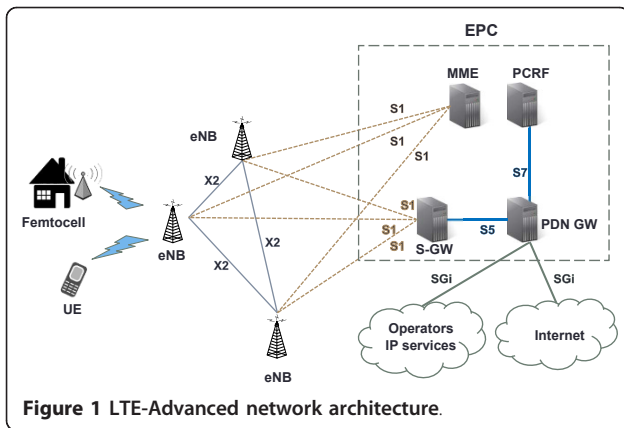 EPC
MME
PCRF
S1
S1
S1
eNB
X2
S7
Femtocell
S1
PDN GW
X2
S1
S5
eNB
S1
S-GW
X2
SGi
SGi
UE
Operators
IP services
Internet
eNB
Figure 1 LTE-Advanced network architecture.